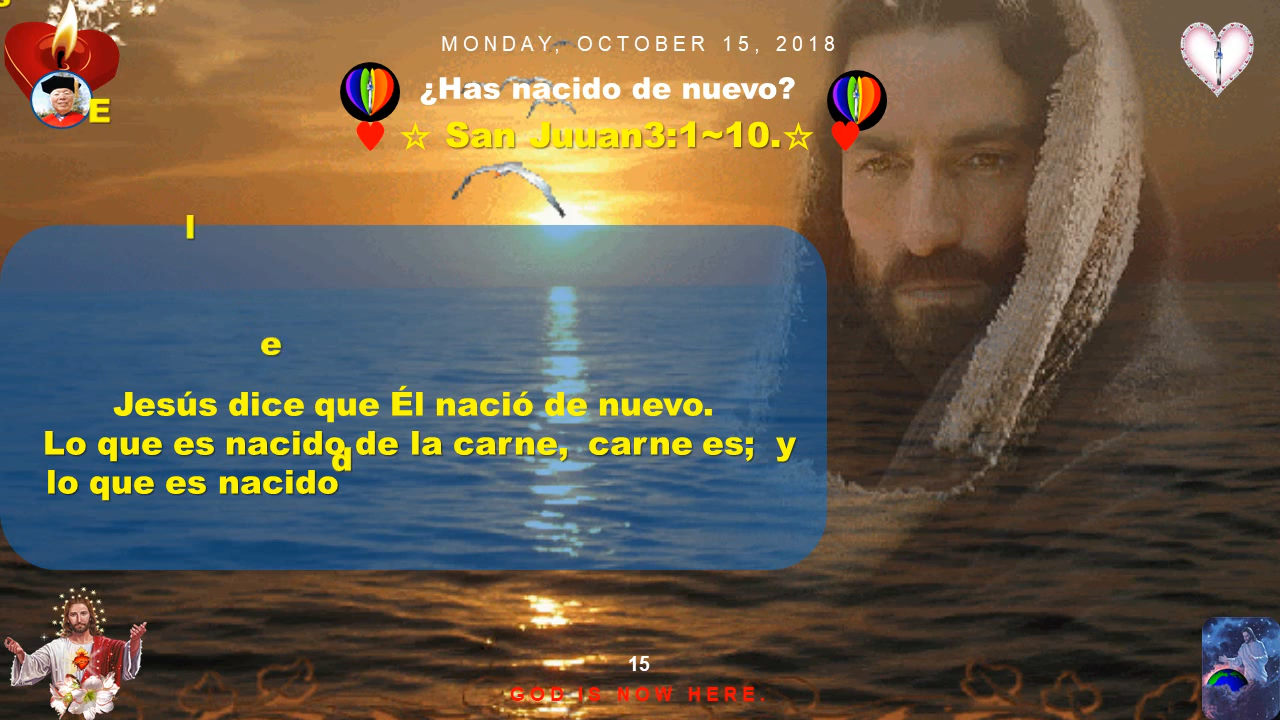 MONDAY, OCTOBER 15, 2018
¿Has nacido de nuevo?
☆ San Juuan3:1~10.☆
E
l
e
Jesús dice que Él nació de nuevo.
Lo que es nacido de la carne, carne es; y
d
lo que es nacido
15
GOD IS NOW HERE.